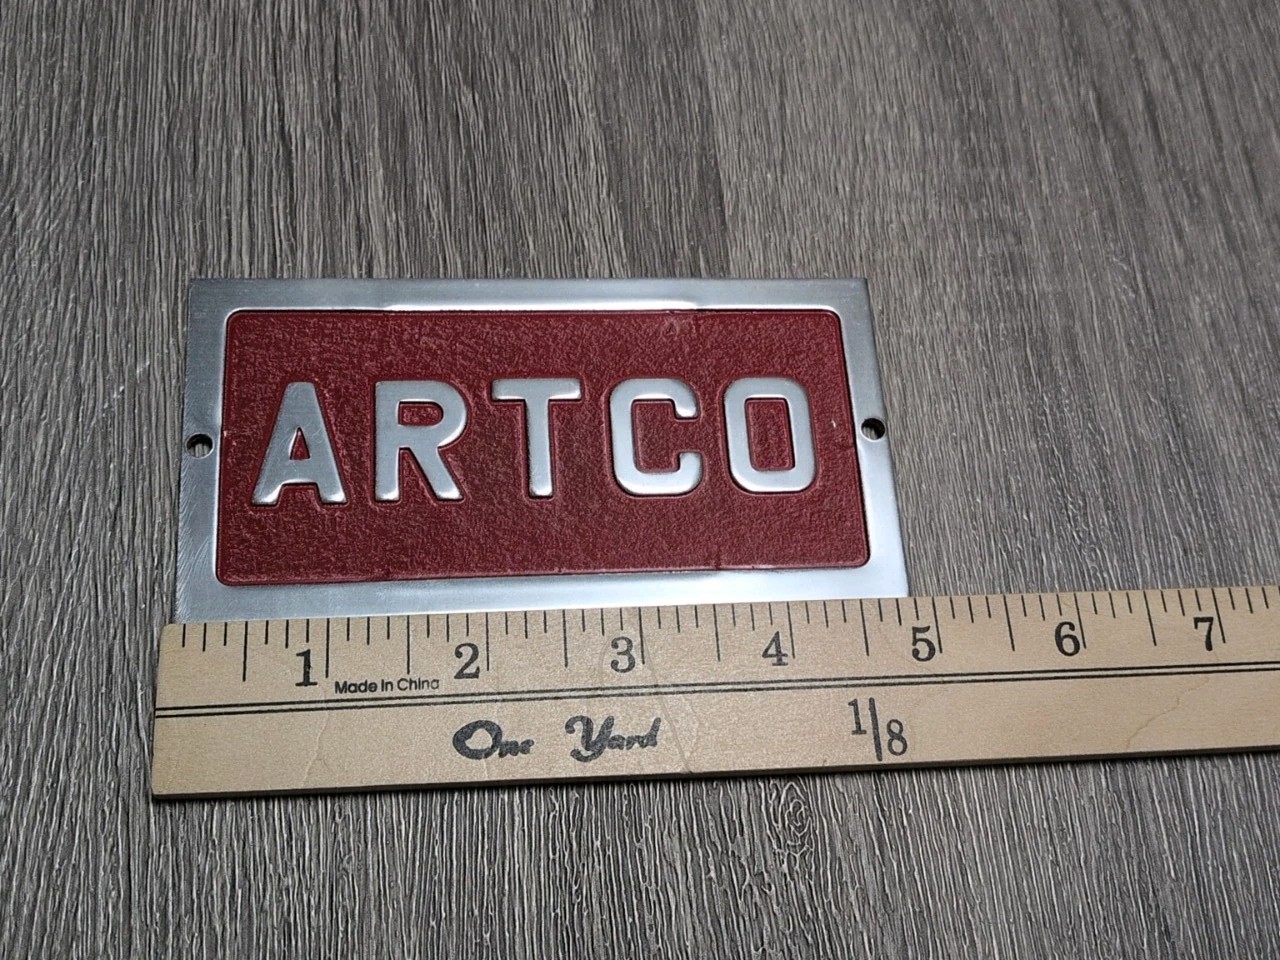 ARTCO
1 2 3 4 5 6 7
Made In China
One Yard 1/8